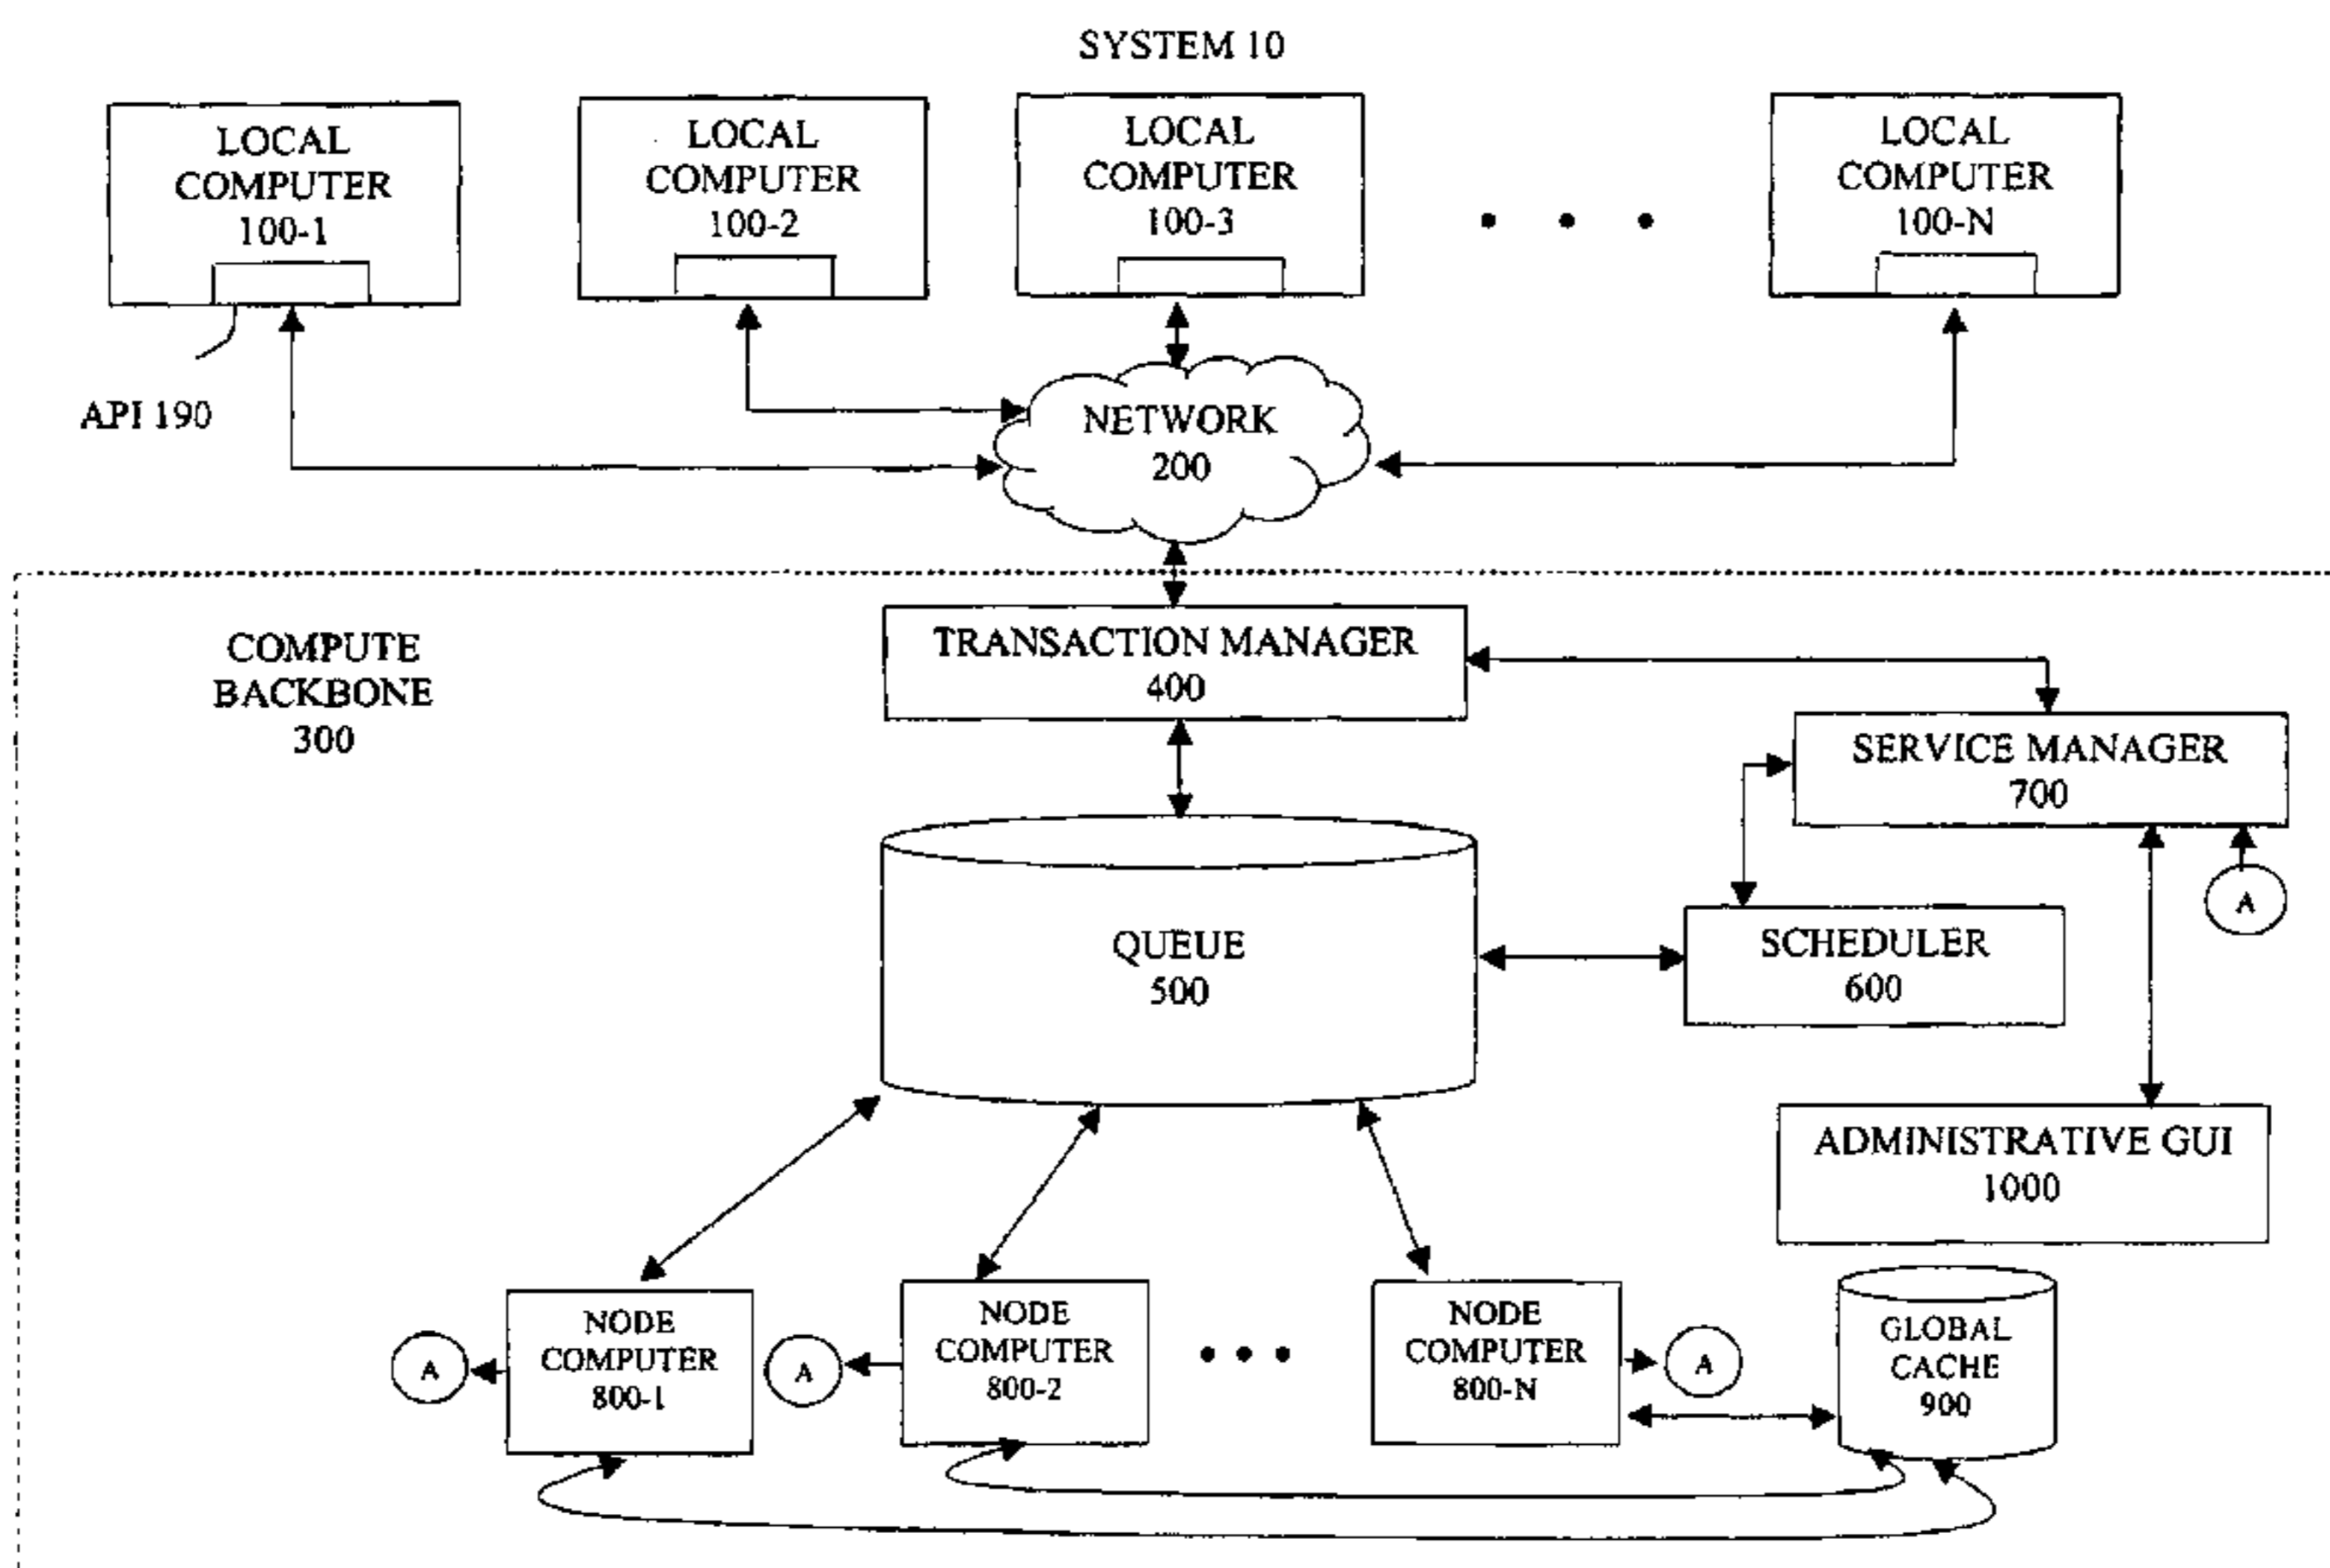 SYSTEM 10
LOCAL
COMPUTER
100-1
LOCAL
COMPUTER
100-2
LOCAL
COMPUTER
100-3
LOCAL
COMPUTER
100-N
API 190
NETWORK
200
COMPUTE
BACKBONE
300
TRANSACTION MANAGER
400
SERVICE MANAGER
700
A
QUEUE
500
SCHEDULER
600
ADMINISTRATIVE GUI
1000
A
NODE
COMPUTER
800-1
A
NODE
COMPUTER
800-2
NODE
COMPUTER
800-N
A
GLOBAL
CACHE
900